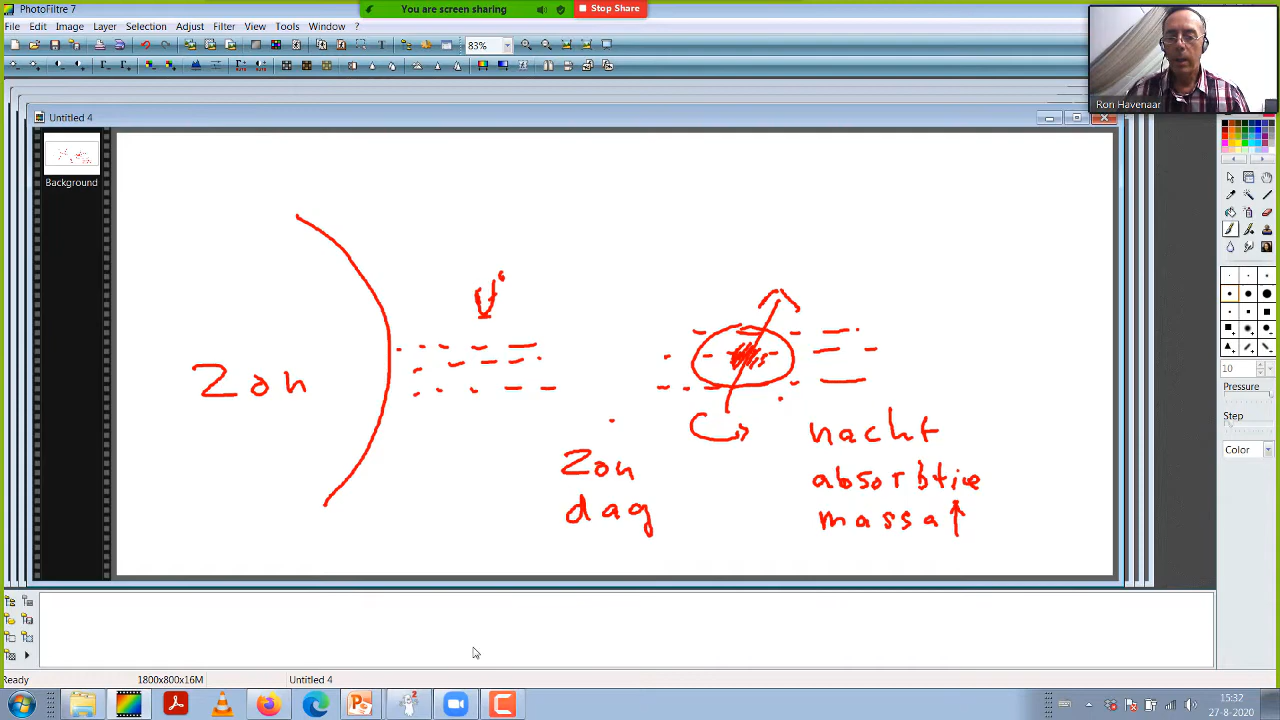 PhotoFiltre 7
You are screen sharing
Stop Share
File Edit Image Layer Selection Adjust Filter View Tools Window ?
83%
Ron Havenaar
Untitled 4
Background
Zon
nacht
absorbtie
massa↑
Zon
dag
10
Pressure
Step
Color
Ready
1800x800x16M
Untitled 4
15:32
27-8-2020